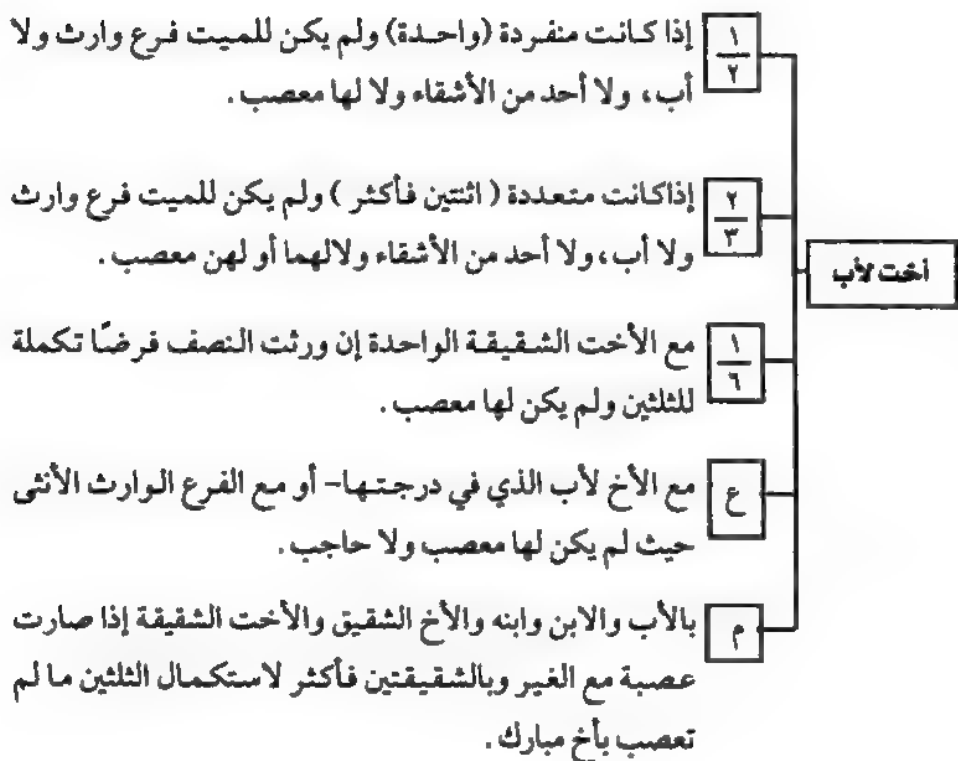 أخت لأب
١
٢
إذا كانت منفردة (واحدة) ولم يكن للميت فرع وارث ولا
أب، ولا أحد من الأشقاء ولا لها معصب.
٢
٣
إذاكانت متعددة ( اثنتين فأكثر ) ولم يكن للميت فرع وارث
ولا أب، ولا أحد من الأشقاء ولالهما أو لهن معصب.
١
٦
مع الأخت الشقيقة الواحدة إن ورثت النصف فرضًا تكملة
للثلثين ولم يكن لها معصب.
ع
مع الأخ لأب الذي في درجتها- أو مع الفرع الوارث الأنثى
حيث لم يكن لها معصب ولا حاجب.
م
بالأب والابن وابنه والأخ الشقيق والأخت الشقيقة إذا صارت
عصبة مع الغير وبالشقيقتين فأكثر لاستكمال الثلثين ما لم
تعصب بأخ مبارك.